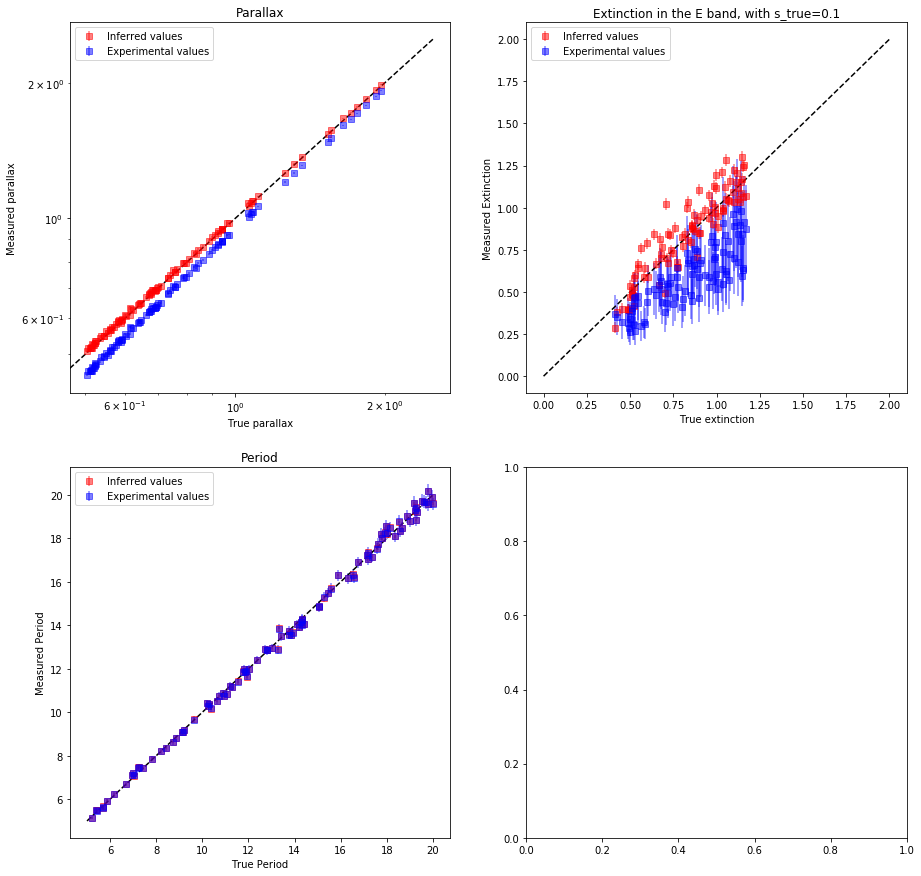 Parallax
Inferred values
Experimental values
2 × 10⁰
10⁰
6 × 10⁻¹
Measured parallax
6 × 10⁻¹ 10⁰ 2 × 10⁰
True parallax
Extinction in the E band, with s_true=0.1
Inferred values
Experimental values
2.00
1.75
1.50
1.25
1.00
0.75
0.50
0.25
0.00
Measured Extinction
0.00 0.25 0.50 0.75 1.00 1.25 1.50 1.75 2.00
True extinction
Period
Inferred values
Experimental values
20
18
16
14
12
10
8
6
Measured Period
6 8 10 12 14 16 18 20
True Period
1.0
0.8
0.6
0.4
0.2
0.0
0.0 0.2 0.4 0.6 0.8 1.0